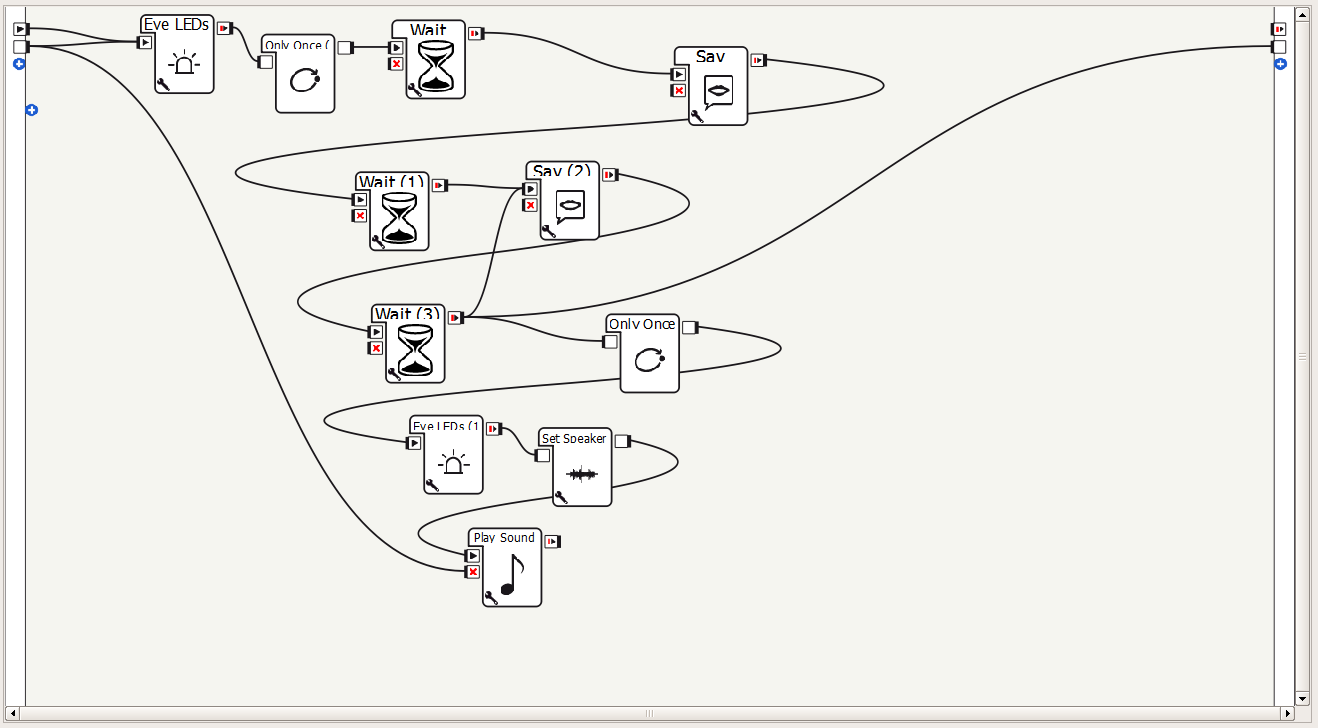 Eye LEDs
Only Once (
Wait
Say
Wait (1)
Say (2)
Wait (3)
Only Once
Eye LEDs (1
Set Speaker
Play Sound